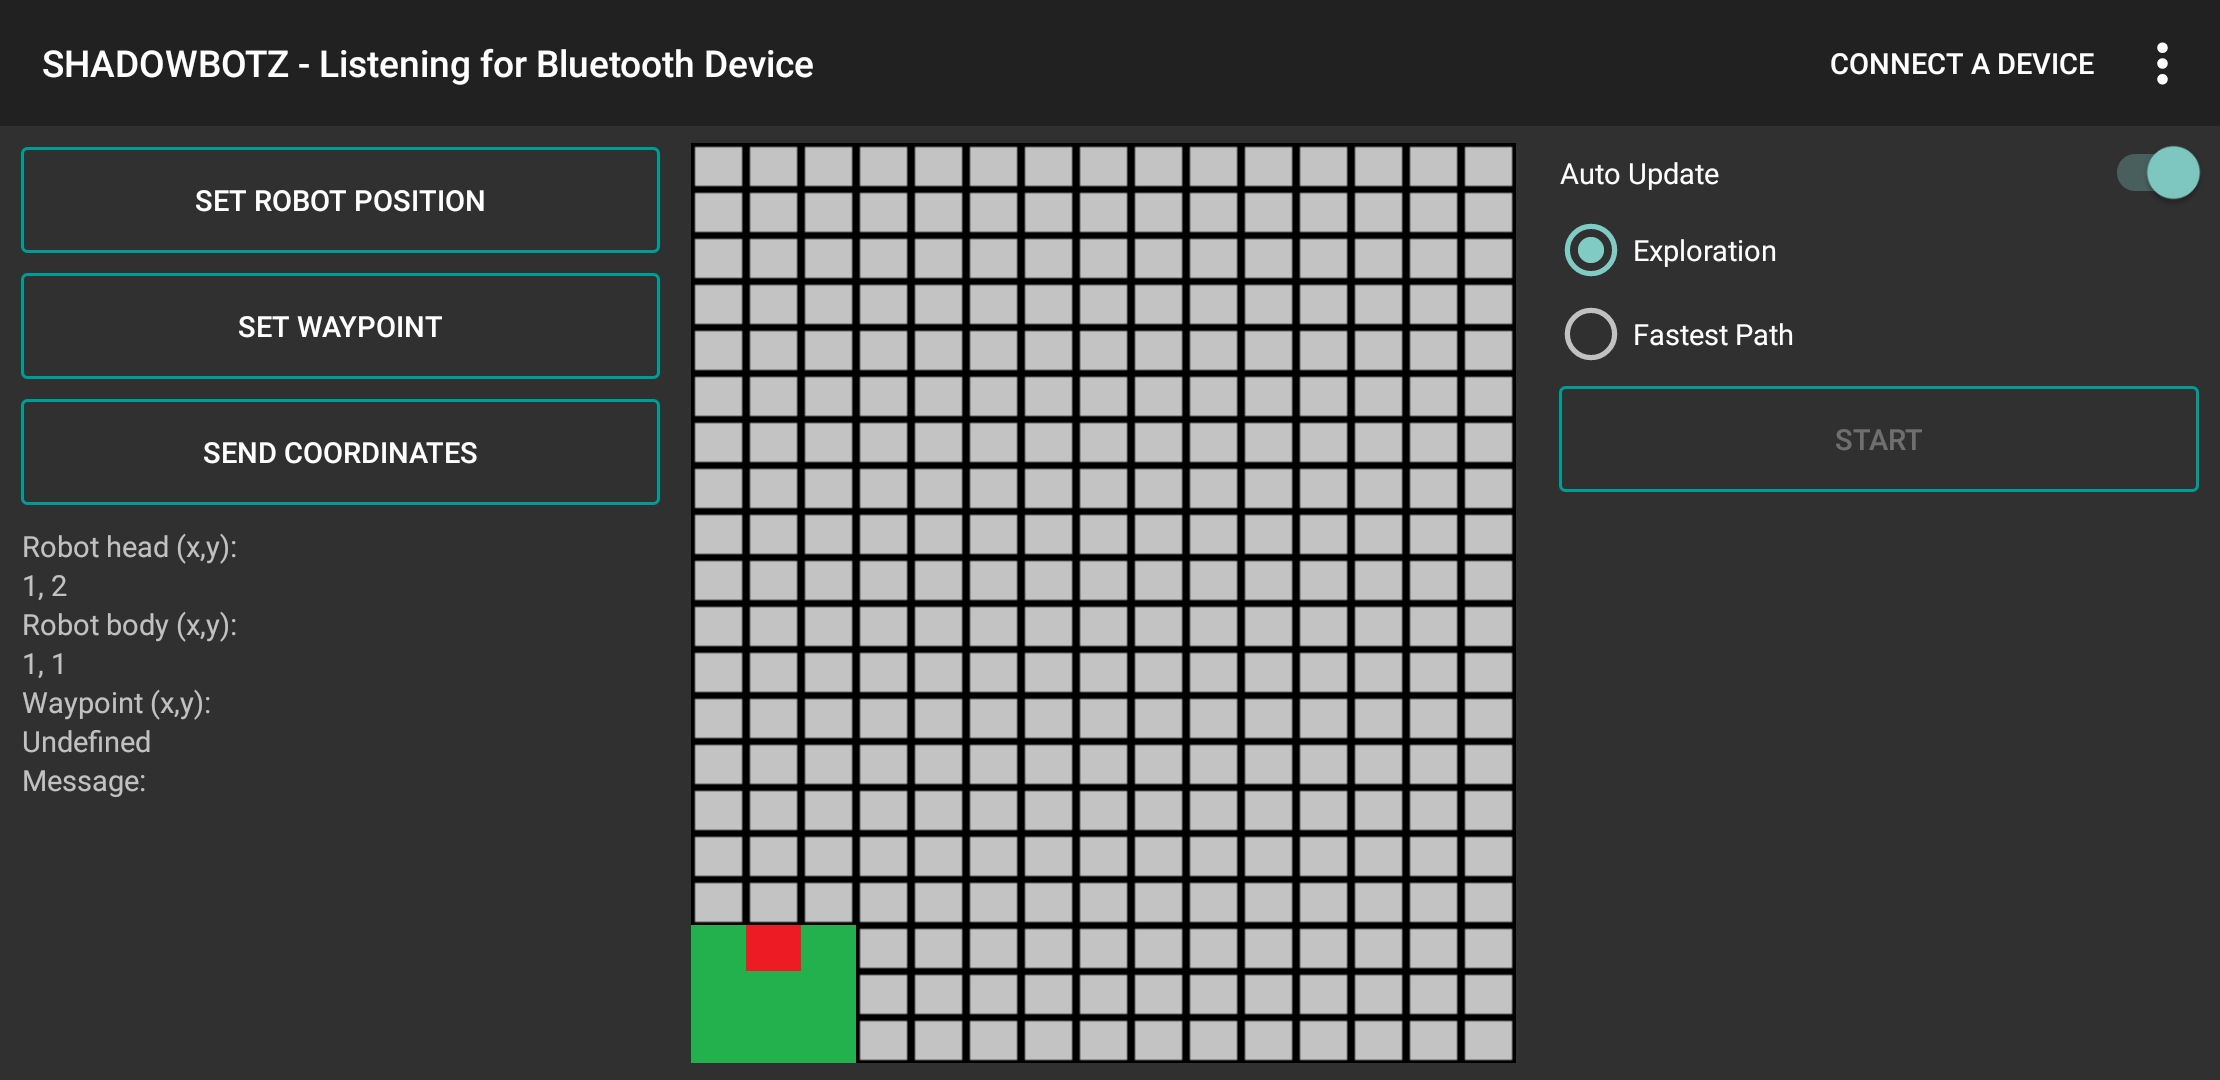 SHADOWBOTZ - Listening for Bluetooth Device
CONNECT A DEVICE
SET ROBOT POSITION
SET WAYPOINT
SEND COORDINATES
Robot head (x,y):
1, 2
Robot body (x,y):
1, 1
Waypoint (x,y):
Undefined
Message:
Auto Update
Exploration
Fastest Path
START